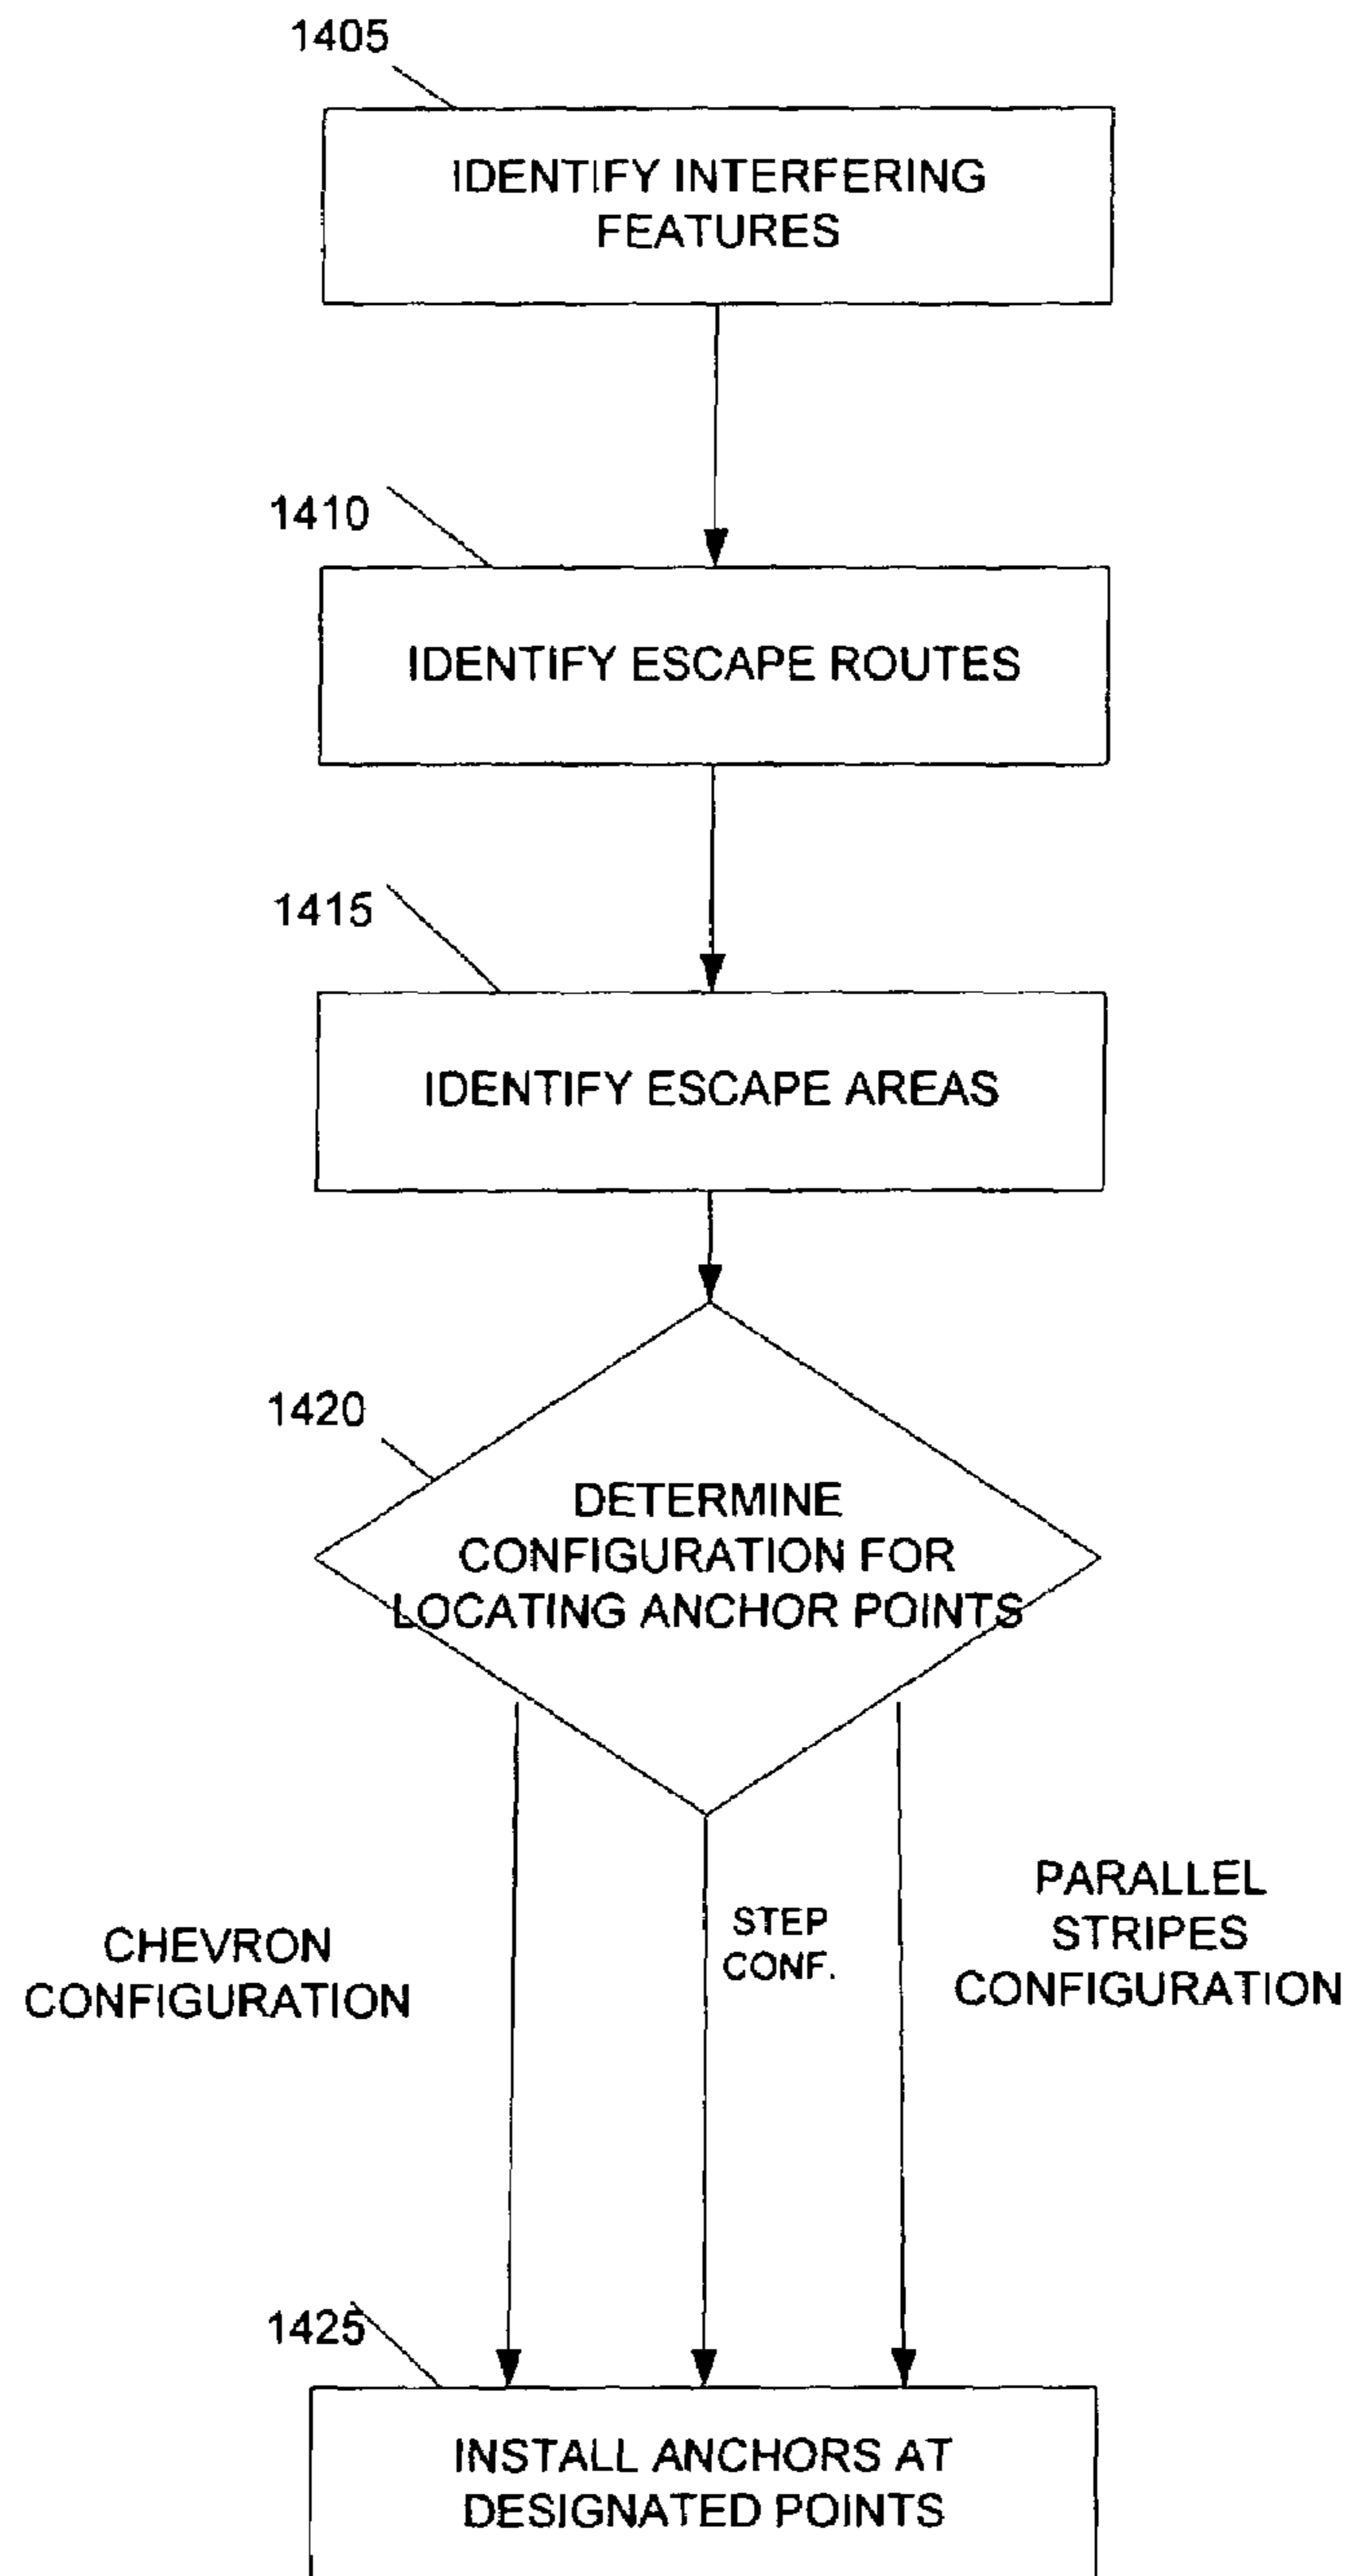 1405
IDENTIFY INTERFERING
FEATURES
1410
IDENTIFY ESCAPE ROUTES
1415
IDENTIFY ESCAPE AREAS
1420
DETERMINE
CONFIGURATION FOR
LOCATING ANCHOR POINTS
CHEVRON
CONFIGURATION
STEP
CONF.
PARALLEL
STRIPES
CONFIGURATION
1425
INSTALL ANCHORS AT
DESIGNATED POINTS